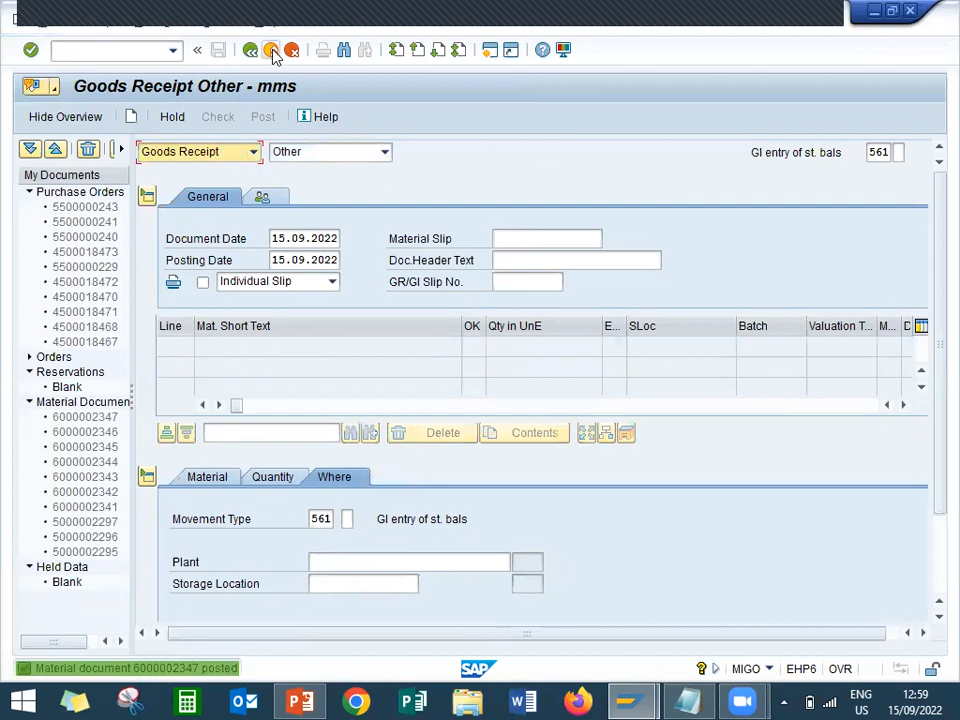 Goods Receipt Other - mms
Hide Overview
Hold
Check
Post
Help
My Documents
Purchase Orders
5500000243
5500000241
5500000240
4500018473
5500000229
4500018472
4500018470
4500018471
4500018468
4500018467
Orders
Reservations
Blank
Material Documen
6000002347
6000002346
6000002345
6000002344
6000002343
6000002342
6000002341
5000002297
5000002296
5000002295
Held Data
Blank
Goods Receipt
Other
GI entry of st. bals
561
General
Document Date
15.09.2022
Material Slip
Posting Date
15.09.2022
Doc.Header Text
Individual Slip
GR/GI Slip No.
Line
Mat. Short Text
OK
Qty in UnE
E...
SLoc
Batch
Valuation T...
M...
D
Delete
Contents
Material
Quantity
Where
Movement Type
561
GI entry of st. bals
Plant
Storage Location
Material document 6000002347 posted
SAP
MIGO
EHP6
OVR
ENG
US
12:59
15/09/2022